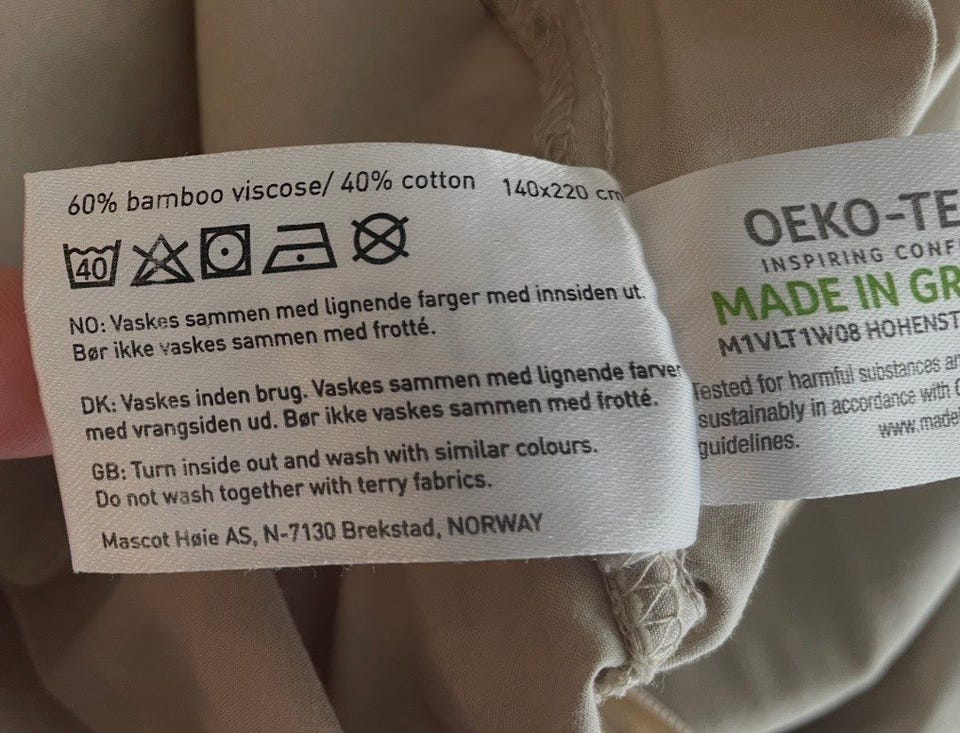 60% bamboo viscose/ 40% cotton 140x220 cm
40
NO: Vaskes sammen med lignende farger med innsiden ut.
Bør ikke vaskes sammen med frotté.
DK: Vaskes inden brug. Vaskes sammen med lignende farver
med vrangsiden ud. Bør ikke vaskes sammen med frotté.
GB: Turn inside out and wash with similar colours.
Do not wash together with terry fabrics.
Mascot Høie AS, N-7130 Brekstad, NORWAY
OEKO-TE
INSPIRING CONF
MADE IN GR
M1VLT1W08 HOHENST
Tested for harmful substances an
sustainably in accordance with
guidelines. www.madei